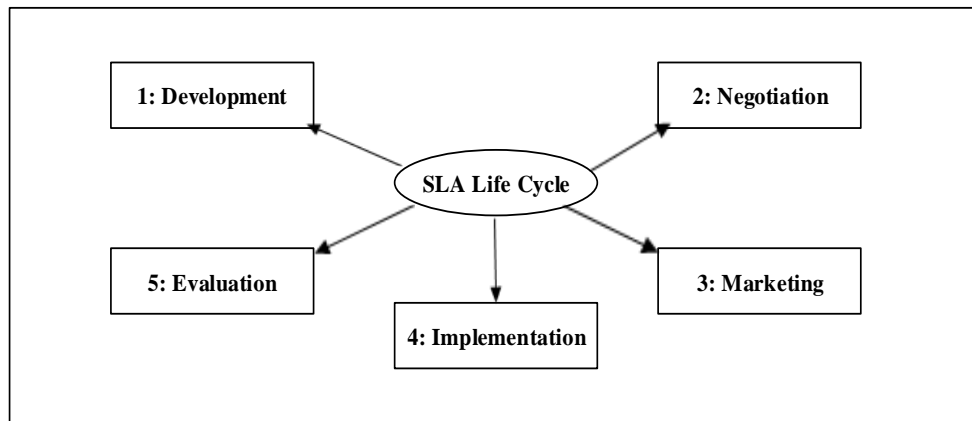 1: Development
2: Negotiation
SLA Life Cycle
5: Evaluation
3: Marketing
4: Implementation